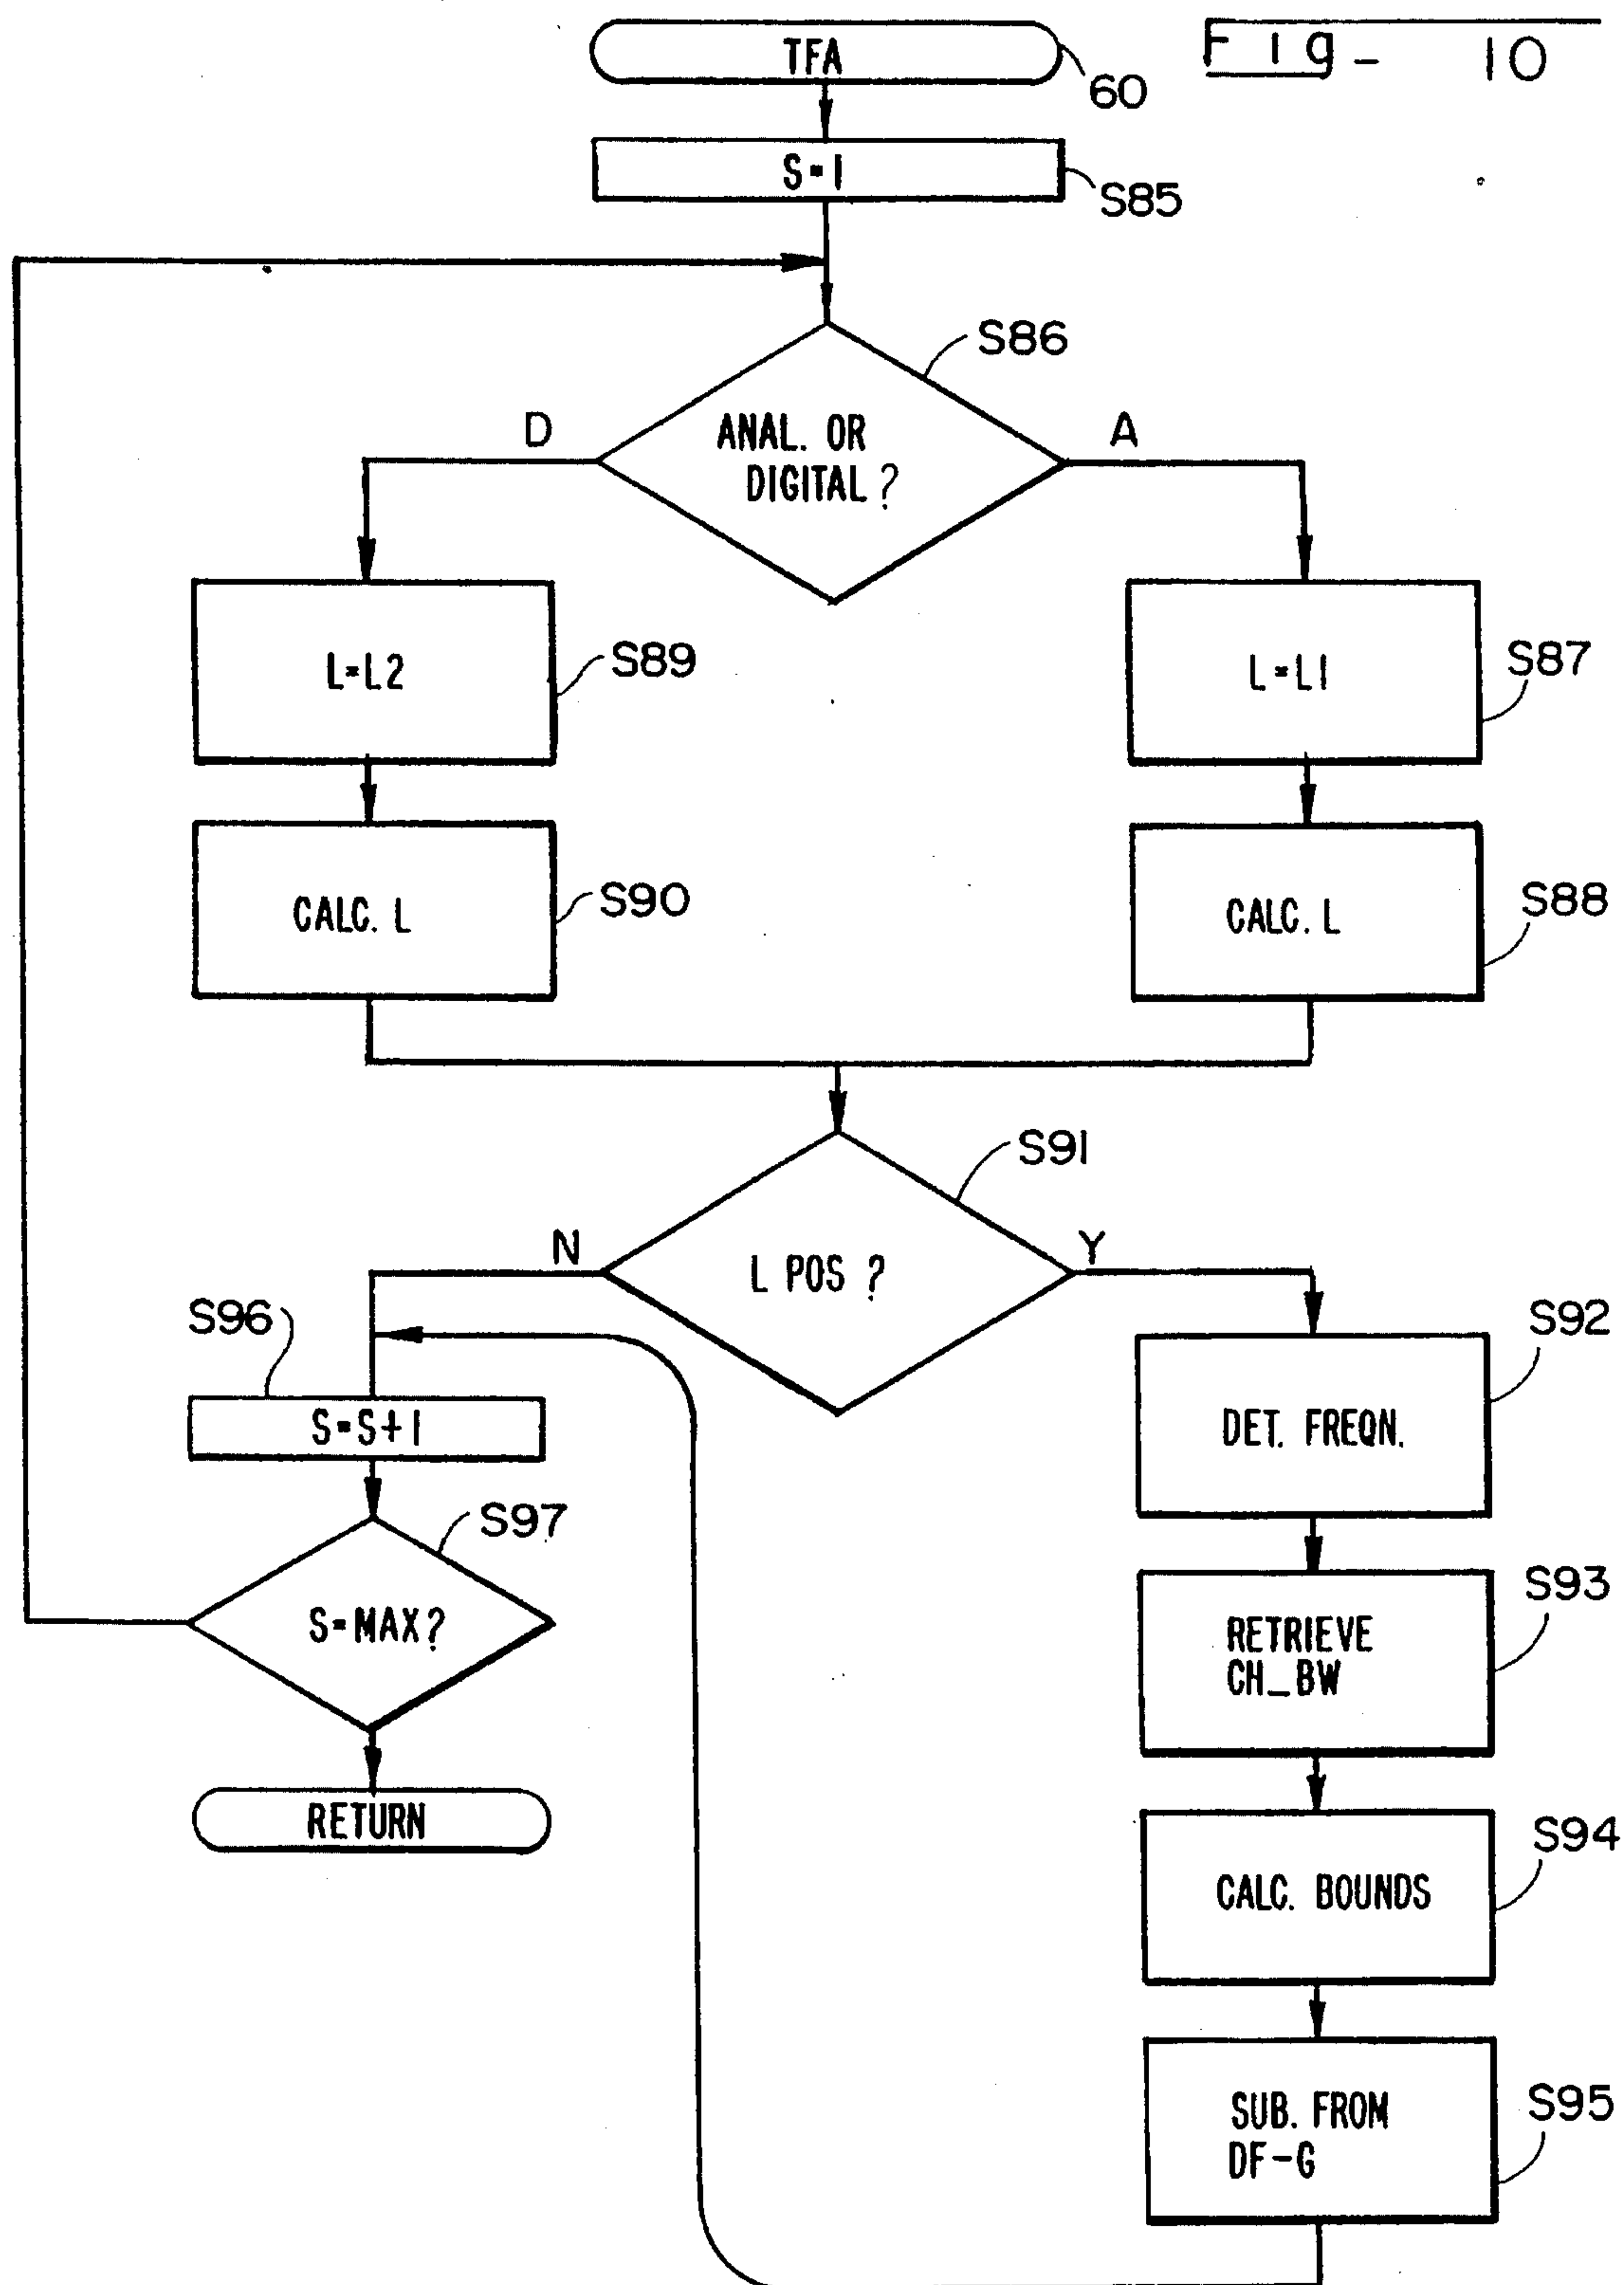 Fig_ 10
TFA
60
S=1
S85
S86
D
ANAL. OR
DIGITAL?
A
L=L2
S89
L=L1
S87
CALC. L
S90
CALC. L
S88
S91
N
L POS ?
Y
S96
S92
DET. FREQN.
S=S+1
S97
S=MAX?
S93
RETRIEVE
CH_BW
RETURN
S94
CALC. BOUNDS
S95
SUB. FROM
DF-G